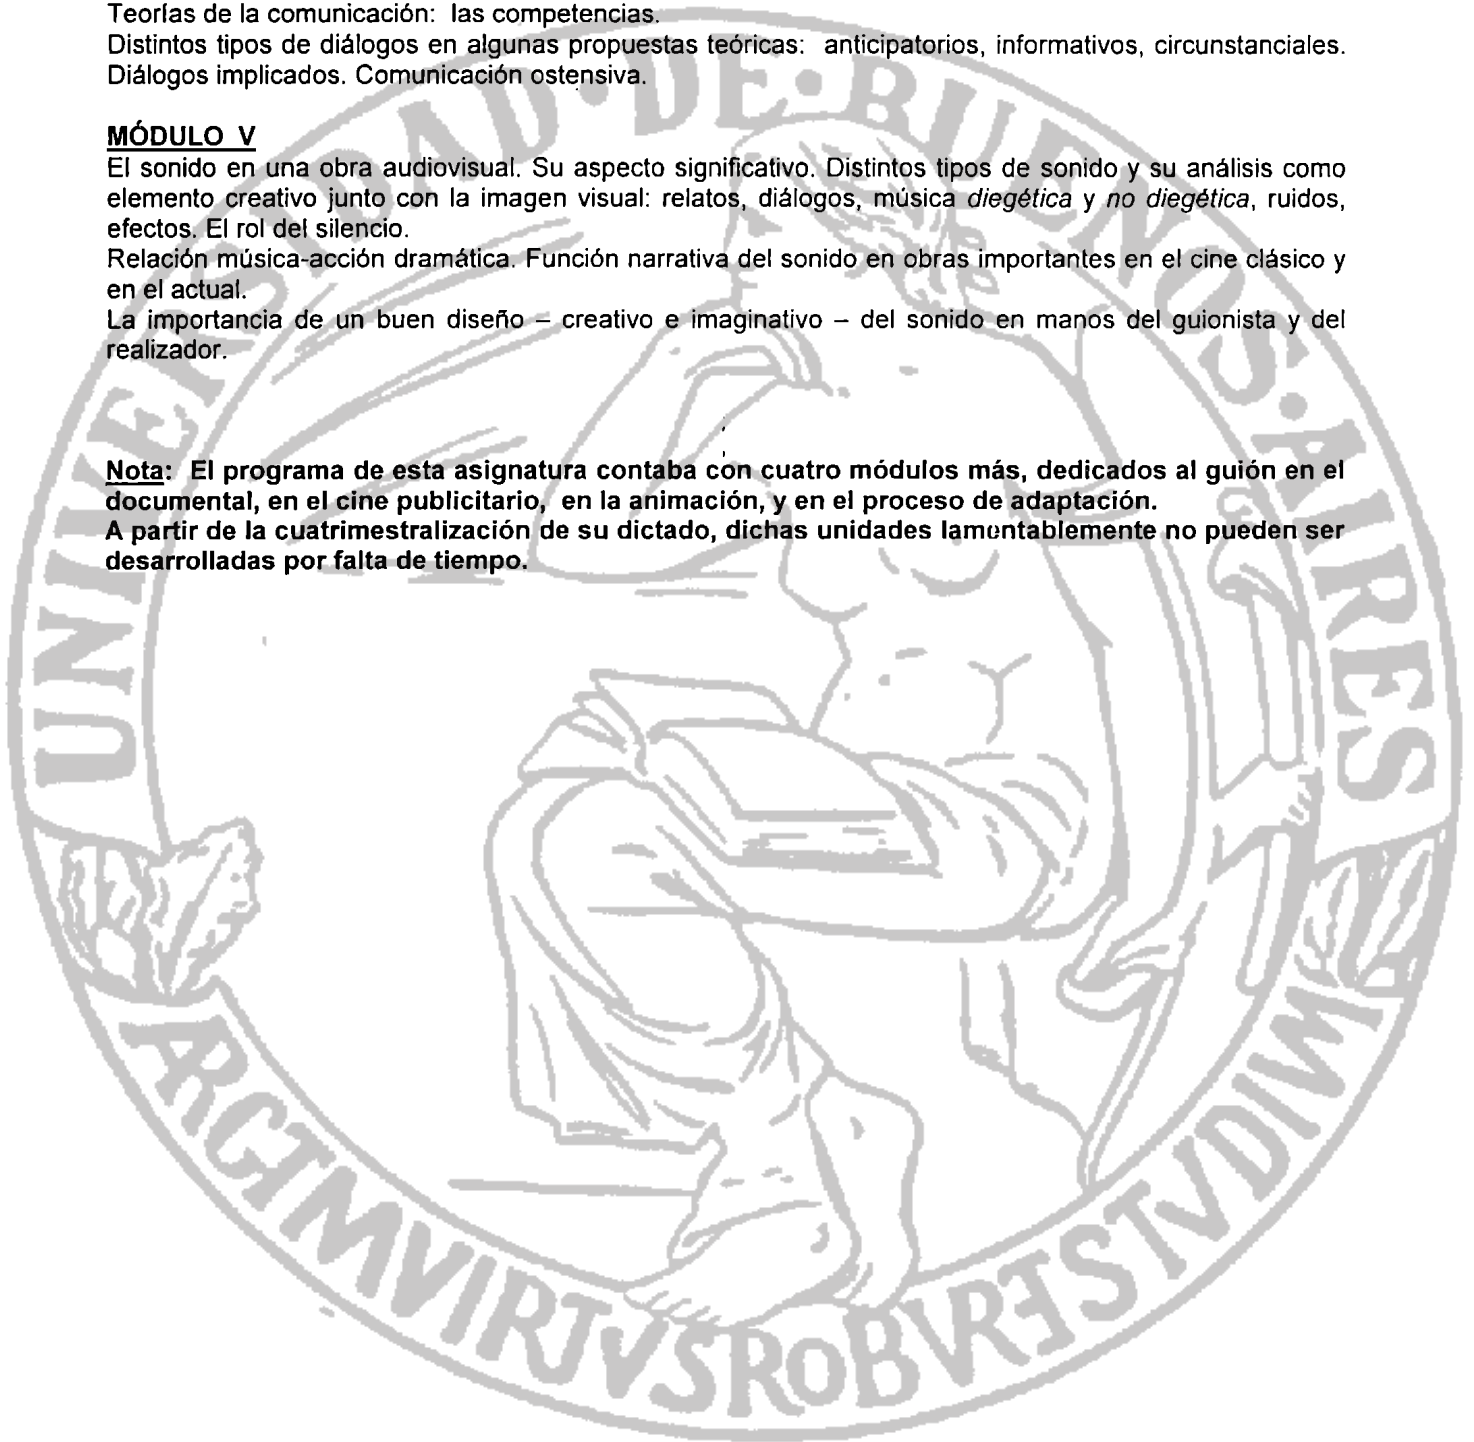 Teorías de la comunicación: las competencias.
Distintos tipos de diálogos en algunas propuestas teóricas: anticipatorios, informativos, circunstanciales.
Diálogos implicados. Comunicación ostensiva.
MÓDULO V
El sonido en una obra audiovisual. Su aspecto significativo. Distintos tipos de sonido y su análisis como
elemento creativo junto con la imagen visual: relatos, diálogos, música diegética y no diegética, ruidos,
efectos. El rol del silencio.
Relación música-acción dramática. Función narrativa del sonido en obras importantes en el cine clásico y
en el actual.
La importancia de un buen diseño – creativo e imaginativo – del sonido en manos del guionista y del
realizador.
Nota: El programa de esta asignatura contaba con cuatro módulos más, dedicados al guión en el
documental, en el cine publicitario, en la animación, y en el proceso de adaptación.
A partir de la cuatrimestralización de su dictado, dichas unidades lamentablemente no pueden ser
desarrolladas por falta de tiempo.
UNIVERSIDAD·DE·BUENOS·AIRES
ARGT·MVIRTVSROBVRETSTVDIVM